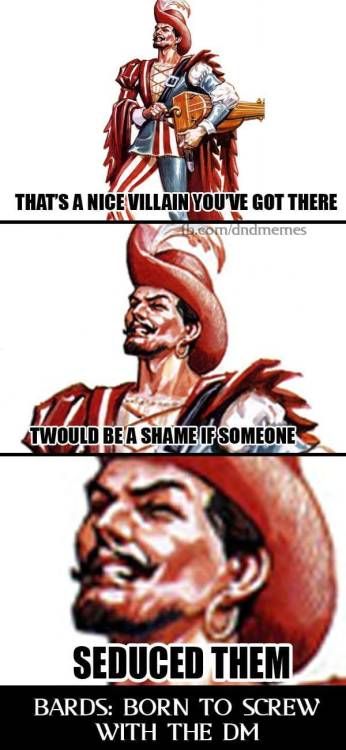 THAT'S A NICE VILLAIN YOU'VE GOT THERE
fb.com/dndmemes
TWOULD BE A SHAME IF SOMEONE
SEDUCED THEM
BARDS: BORN TO SCREW
WITH THE DM